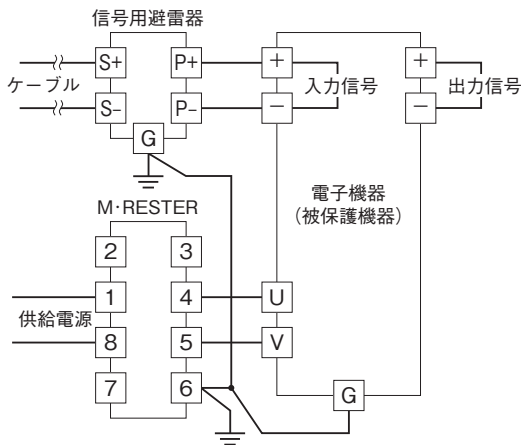 信号用避雷器
S+
P+
+
+
ケーブル
入力信号
出力信号
S−
P−
−
−
G
電子機器
（被保護機器）
M･RESTER
2
3
1
4
U
供給電源
8
5
V
7
6
G